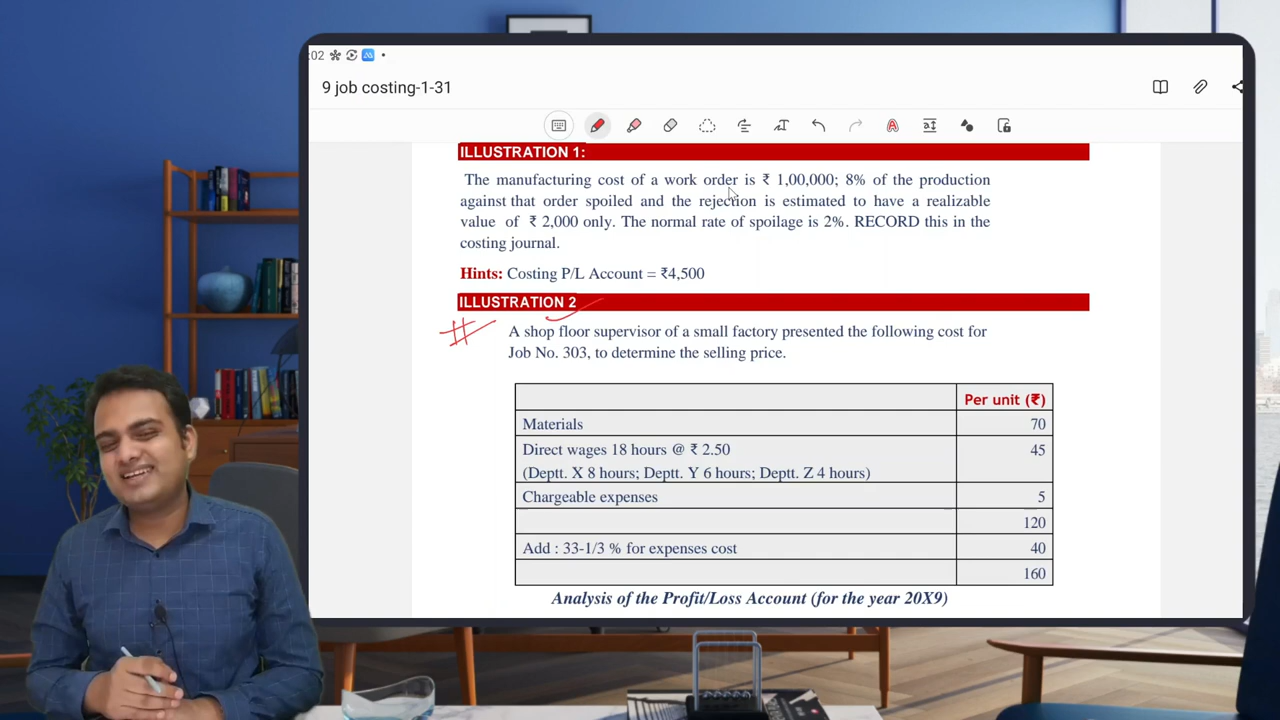 :02
9 job costing-1-31
ILLUSTRATION 1:
The manufacturing cost of a work order is ₹ 1,00,000; 8% of the production
against that order spoiled and the rejection is estimated to have a realizable
value of ₹ 2,000 only. The normal rate of spoilage is 2%. RECORD this in the
costing journal.
Hints: Costing P/L Account = ₹4,500
ILLUSTRATION 2
A shop floor supervisor of a small factory presented the following cost for
Job No. 303, to determine the selling price.
Per unit (₹)
Materials 70
Direct wages 18 hours @ ₹ 2.50 45
(Deptt. X 8 hours; Deptt. Y 6 hours; Deptt. Z 4 hours)
Chargeable expenses 5
120
Add : 33-1/3 % for expenses cost 40
160
Analysis of the Profit/Loss Account (for the year 20X9)